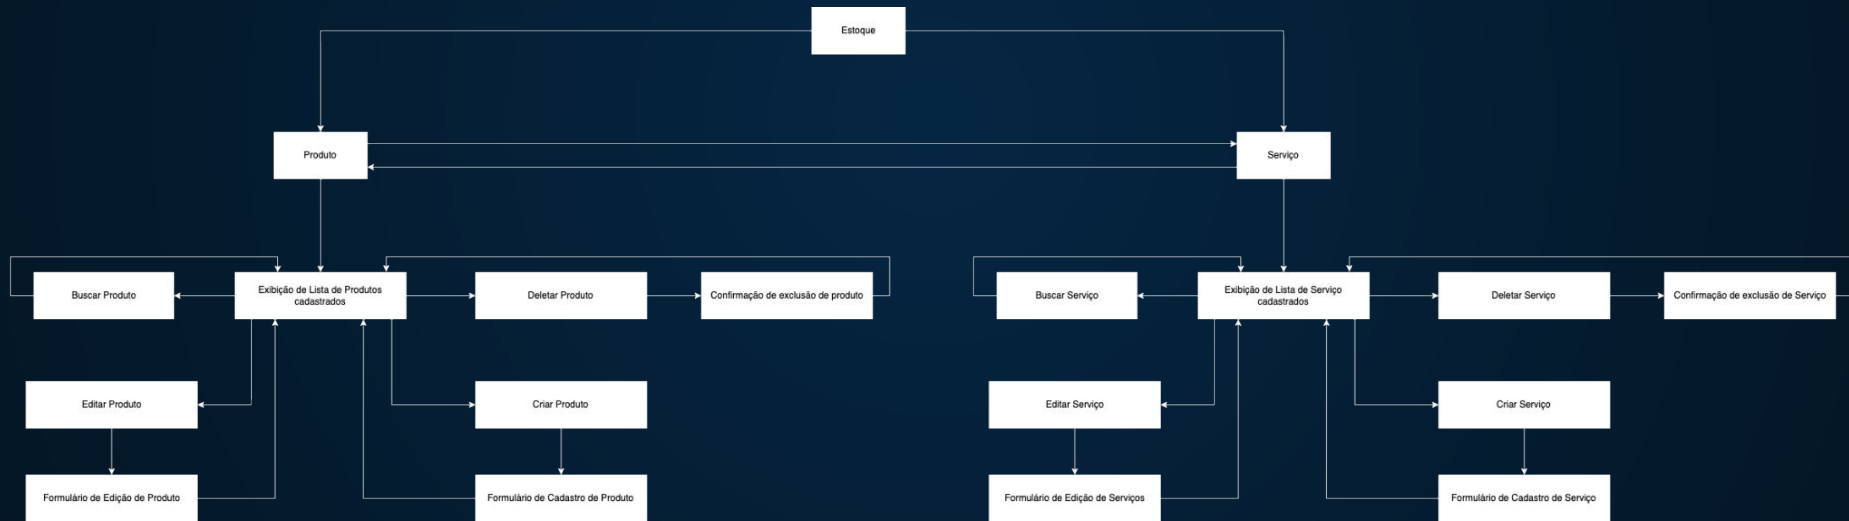 Estoque
Produto
Serviço
Buscar Produto
Exibição de Lista de Produtos
cadastrados
Deletar Produto
Confirmação de exclusão de produto
Buscar Serviço
Exibição de Lista de Serviço
cadastrados
Deletar Serviço
Confirmação de exclusão de Serviço
Editar Produto
Criar Produto
Editar Serviço
Criar Serviço
Formulário de Edição de Produto
Formulário de Cadastro de Produto
Formulário de Edição de Serviços
Formulário de Cadastro de Serviço